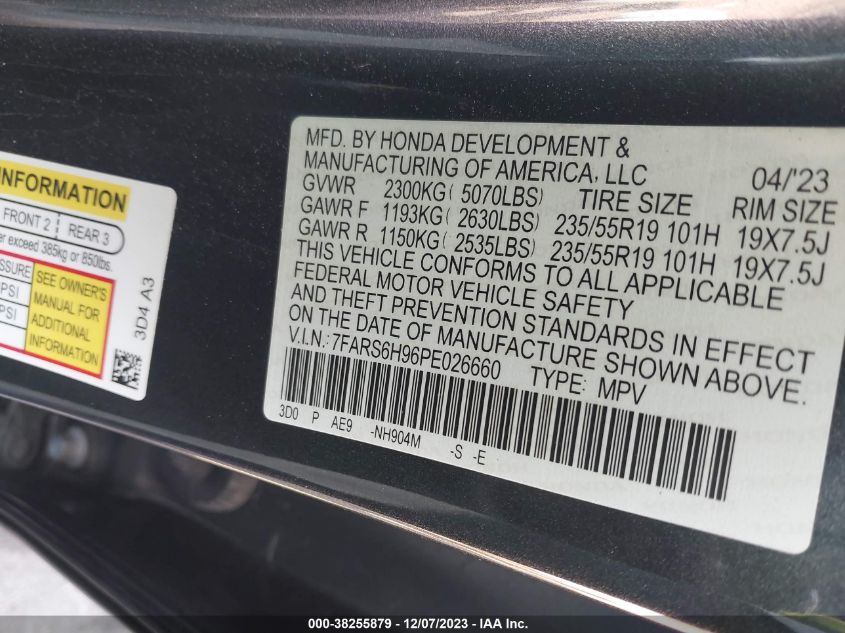 INFORMATION
FRONT 2 REAR 3
exceed 385kg or 850lbs.
SEE OWNER'S
MANUAL FOR
ADDITIONAL
INFORMATION
PSI
PSI
3D4 A3
MFD. BY HONDA DEVELOPMENT &
MANUFACTURING OF AMERICA, LLC 04/'23
GVWR 2300KG( 5070LBS) TIRE SIZE RIM SIZE
GAWR F 1193KG( 2630LBS) 235/55R19 101H 19X7.5J
GAWR R 1150KG( 2535LBS) 235/55R19 101H 19X7.5J
THIS VEHICLE CONFORMS TO ALL APPLICABLE
FEDERAL MOTOR VEHICLE SAFETY
AND THEFT PREVENTION STANDARDS IN EFFECT
ON THE DATE OF MANUFACTURE SHOWN ABOVE.
V.I.N.: 7FARS6H96PE026660 TYPE: MPV
3D0 P AE9 -NH904M -S -E
000-38255879 - 12/07/2023 - IAA Inc.